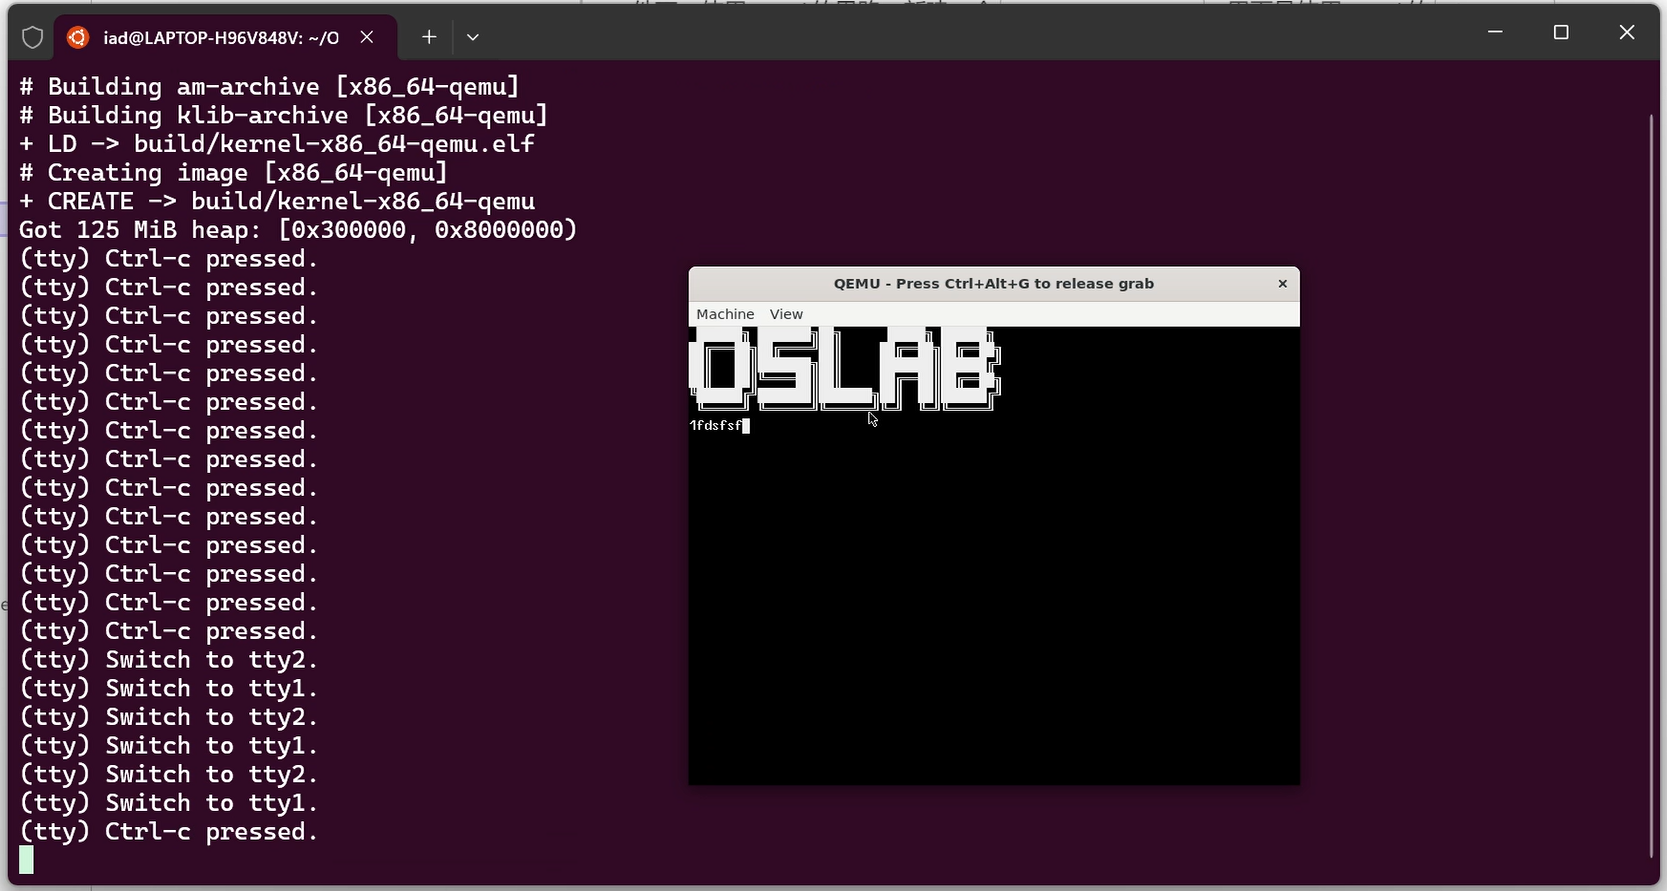 iad@LAPTOP-H96V848V: ~/O
# Building am-archive [x86_64-qemu]
# Building klib-archive [x86_64-qemu]
+ LD -> build/kernel-x86_64-qemu.elf
# Creating image [x86_64-qemu]
+ CREATE -> build/kernel-x86_64-qemu
Got 125 MiB heap: [0x300000, 0x8000000)
(tty) Ctrl-c pressed.
(tty) Ctrl-c pressed.
(tty) Ctrl-c pressed.
(tty) Ctrl-c pressed.
(tty) Ctrl-c pressed.
(tty) Ctrl-c pressed.
(tty) Ctrl-c pressed.
(tty) Ctrl-c pressed.
(tty) Ctrl-c pressed.
(tty) Ctrl-c pressed.
(tty) Ctrl-c pressed.
(tty) Ctrl-c pressed.
(tty) Ctrl-c pressed.
(tty) Ctrl-c pressed.
(tty) Switch to tty2.
(tty) Switch to tty1.
(tty) Switch to tty2.
(tty) Switch to tty1.
(tty) Switch to tty2.
(tty) Switch to tty1.
(tty) Ctrl-c pressed.
QEMU - Press Ctrl+Alt+G to release grab
Machine View
OSLAB
1fdsfsf